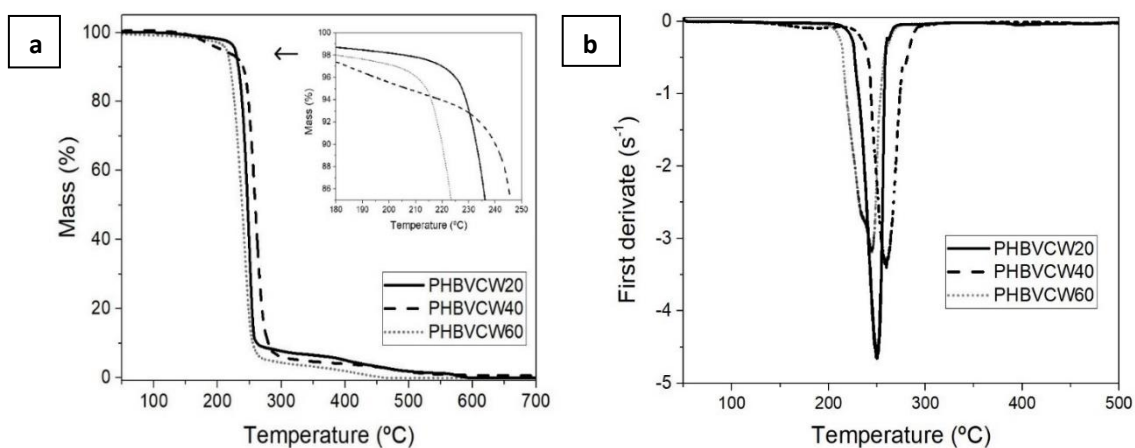 a
100
80
60
40
20
0
Mass (%)
100
98
96
94
92
90
88
86
Mass (%)
180 190 200 210 220 230 240 250
Temperature (ºC)
PHBVCW20
PHBVCW40
PHBVCW60
100 200 300 400 500 600 700
Temperature (ºC)
b
0
-1
-2
-3
-4
-5
First derivate (s⁻¹)
PHBVCW20
PHBVCW40
PHBVCW60
100 200 300 400 500
Temperature (ºC)